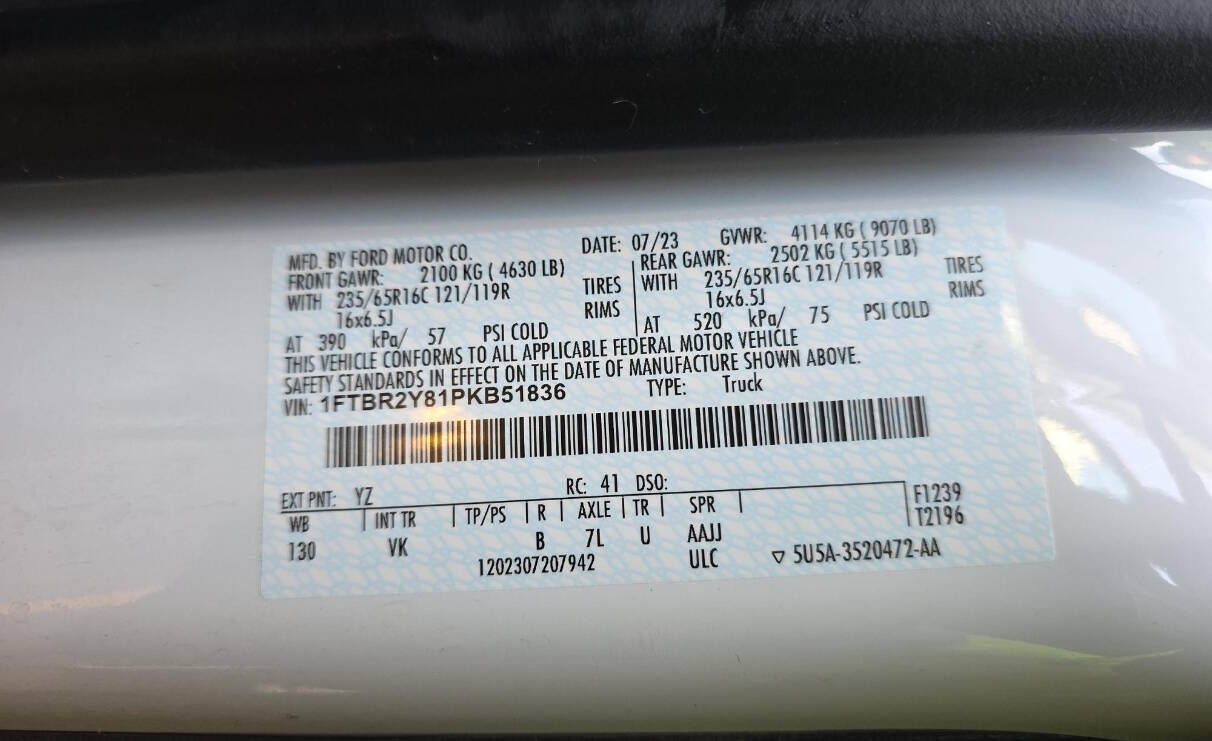 MFD. BY FORD MOTOR CO. DATE: 07/23 GVWR: 4114 KG ( 9070 LB)
FRONT GAWR: 2100 KG ( 4630 LB) REAR GAWR: 2502 KG ( 5515 LB)
WITH 235/65R16C 121/119R TIRES WITH 235/65R16C 121/119R TIRES
16x6.5J RIMS 16x6.5J RIMS
AT 390 kPa/ 57 PSI COLD AT 520 kPa/ 75 PSI COLD
THIS VEHICLE CONFORMS TO ALL APPLICABLE FEDERAL MOTOR VEHICLE
SAFETY STANDARDS IN EFFECT ON THE DATE OF MANUFACTURE SHOWN ABOVE.
VIN: 1FTBR2Y81PKB51836 TYPE: Truck
EXT PNT: YZ RC: 41 DSO:
WB INT TR TP/PS R AXLE TR SPR F1239
T2196
130 VK B 7L U AAJJ
1202307207942 ULC ▽ 5U5A-3520472-AA